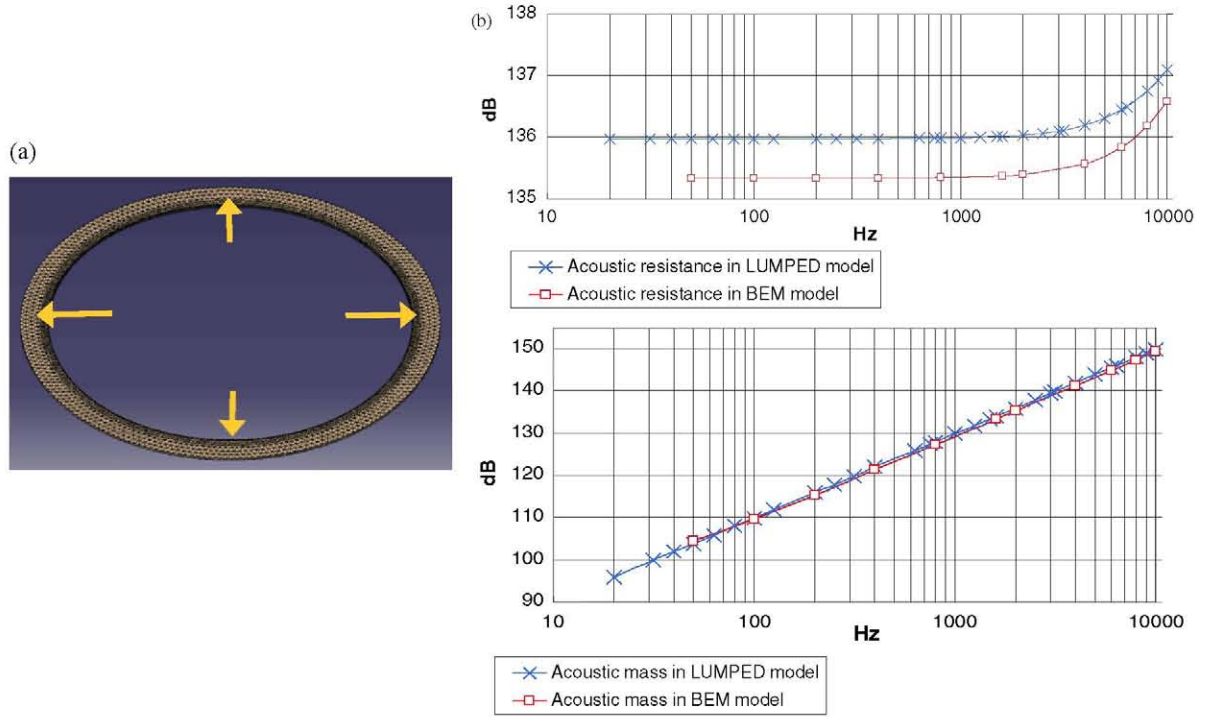 (a)
(b)
138
137
136
135
dB
10
100
1000
10000
Hz
Acoustic resistance in LUMPED model
Acoustic resistance in BEM model
150
140
130
120
110
100
90
dB
10
100
1000
10000
Hz
Acoustic mass in LUMPED model
Acoustic mass in BEM model